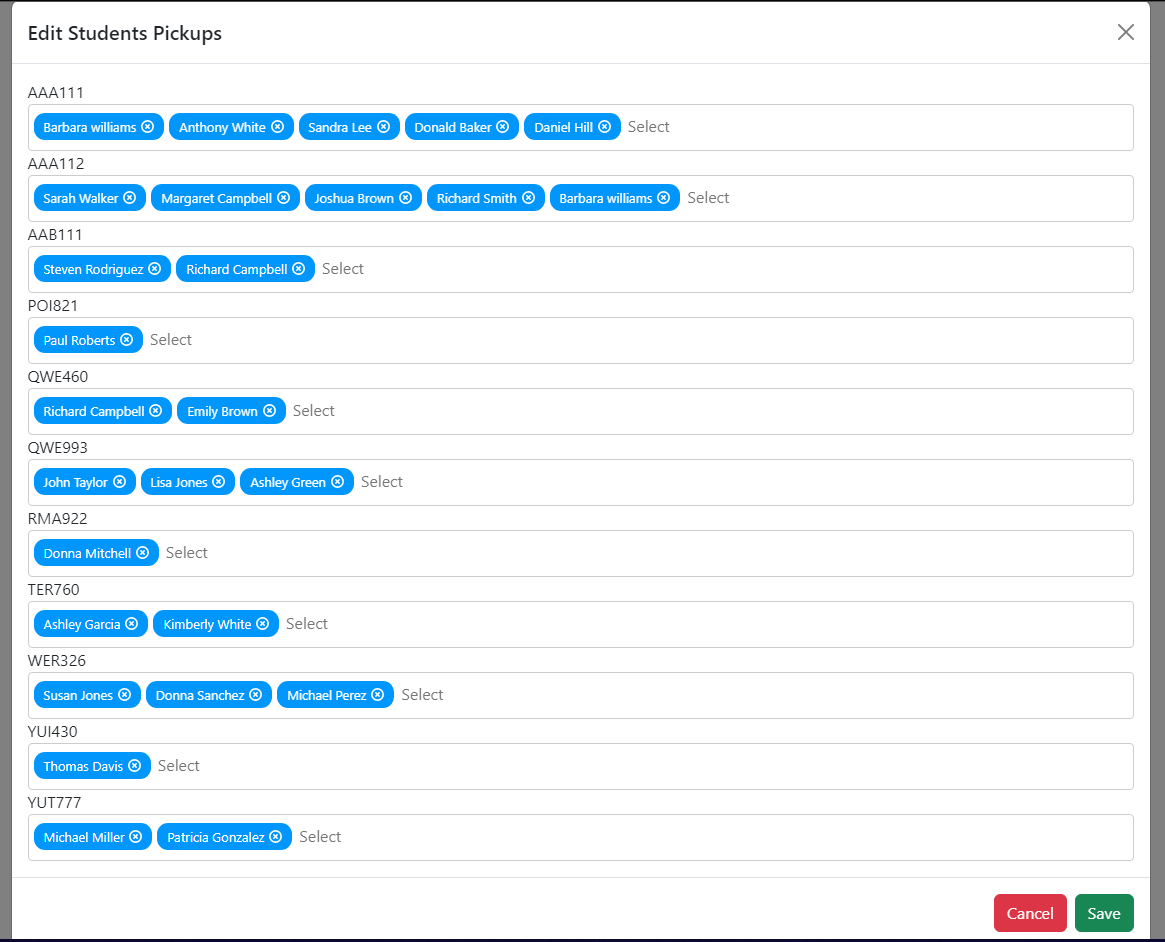 Edit Students Pickups
AAA111
Barbara williams Anthony White Sandra Lee Donald Baker Daniel Hill Select
AAA112
Sarah Walker Margaret Campbell Joshua Brown Richard Smith Barbara williams Select
AAB111
Steven Rodriguez Richard Campbell Select
POI821
Paul Roberts Select
QWE460
Richard Campbell Emily Brown Select
QWE993
John Taylor Lisa Jones Ashley Green Select
RMA922
Donna Mitchell Select
TER760
Ashley Garcia Kimberly White Select
WER326
Susan Jones Donna Sanchez Michael Perez Select
YUI430
Thomas Davis Select
YUT777
Michael Miller Patricia Gonzalez Select
Cancel Save